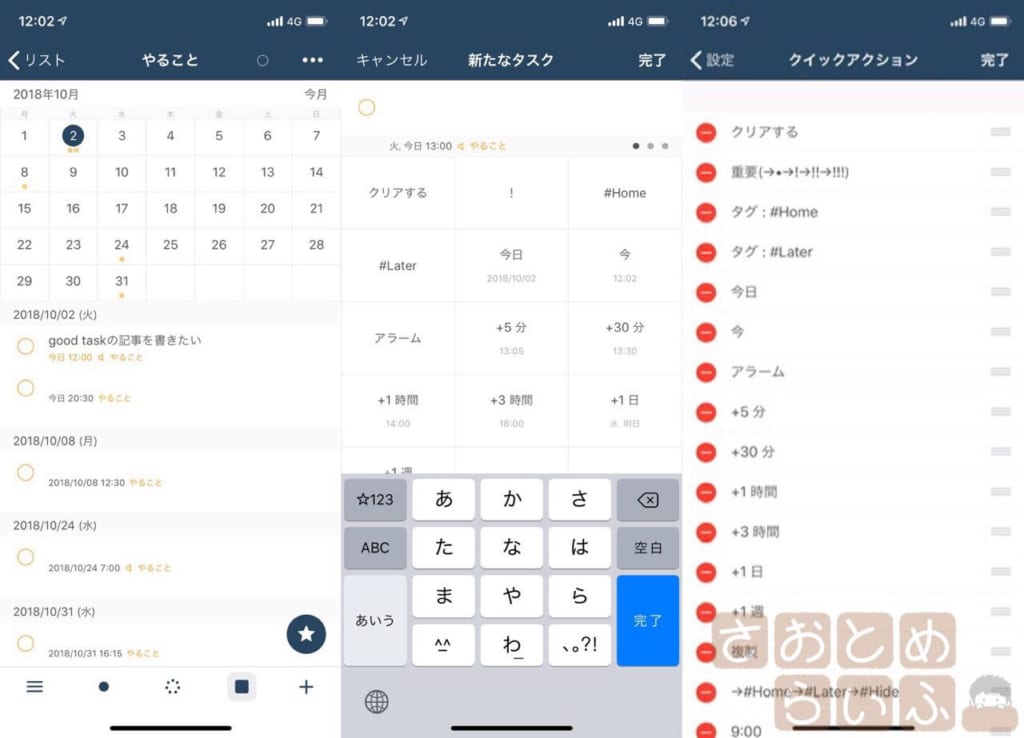 12:02
4G
リスト
やること
2018年10月
今月
月 火 水 木 金 土 日
1 2 3 4 5 6 7
8 9 10 11 12 13 14
15 16 17 18 19 20 21
22 23 24 25 26 27 28
29 30 31
2018/10/02 (火)
good taskの記事を書きたい
今日 12:00 やること
今日 20:30 やること
2018/10/08 (月)
2018/10/08 12:30 やること
2018/10/24 (水)
2018/10/24 7:00 やること
2018/10/31 (水)
2018/10/31 16:15 やること
12:02
4G
キャンセル
新たなタスク
完了
火, 今日 13:00 やること
クリアする
!
#Home
#Later
今日
2018/10/02
今
12:02
アラーム
+5 分
13:05
+30 分
13:30
+1 時間
14:00
+3 時間
16:00
+1 日
水, 明日
+1 週
☆123 あ か さ
ABC た な は 空白
あいう ま や ら 完了
^^ わ_ 、。?!
12:06
4G
設定
クイックアクション
完了
クリアする
重要(→•→!→!!→!!!)
タグ : #Home
タグ : #Later
今日
今
アラーム
+5 分
+30 分
+1 時間
+3 時間
+1 日
+1 週
複製
→#Home→#Later→#Hide
9:00
さおとめ
らいふ